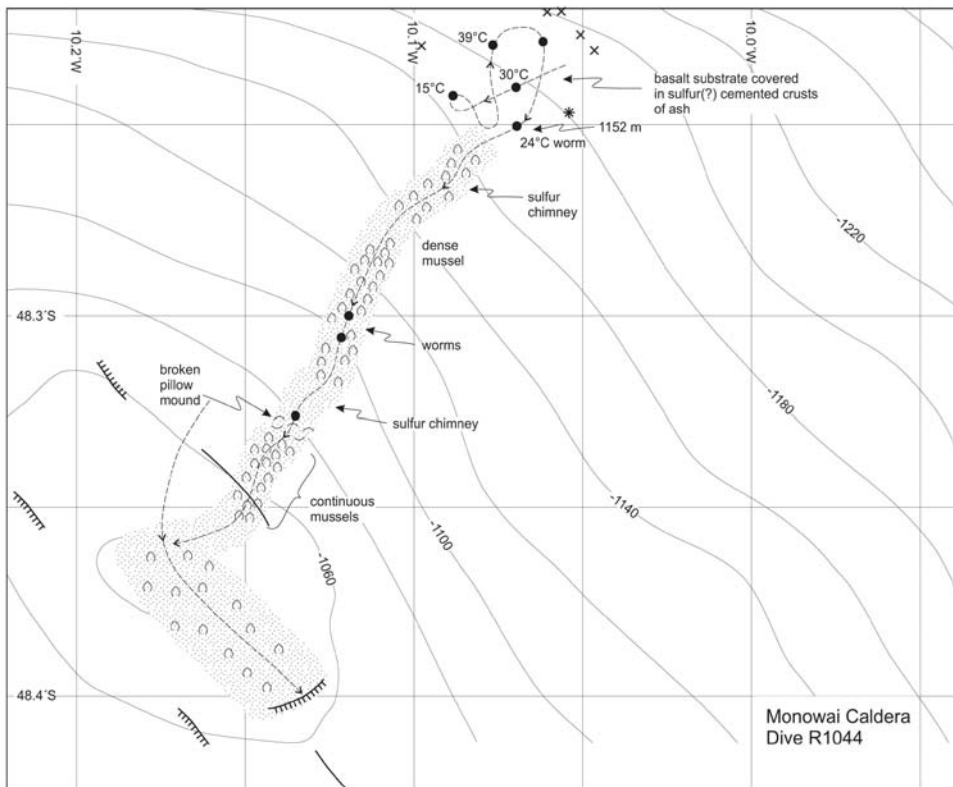 10.2´W
10.1´W
10.0´W
39°C
30°C
15°C
basalt substrate covered
in sulfur(?) cemented crusts
of ash
1152 m
24°C worm
sulfur
chimney
-1220
dense
mussel
48.3´S
worms
broken
pillow
mound
-1180
sulfur chimney
continuous
mussels
-1140
-1100
-1060
48.4´S
Monowai Caldera
Dive R1044